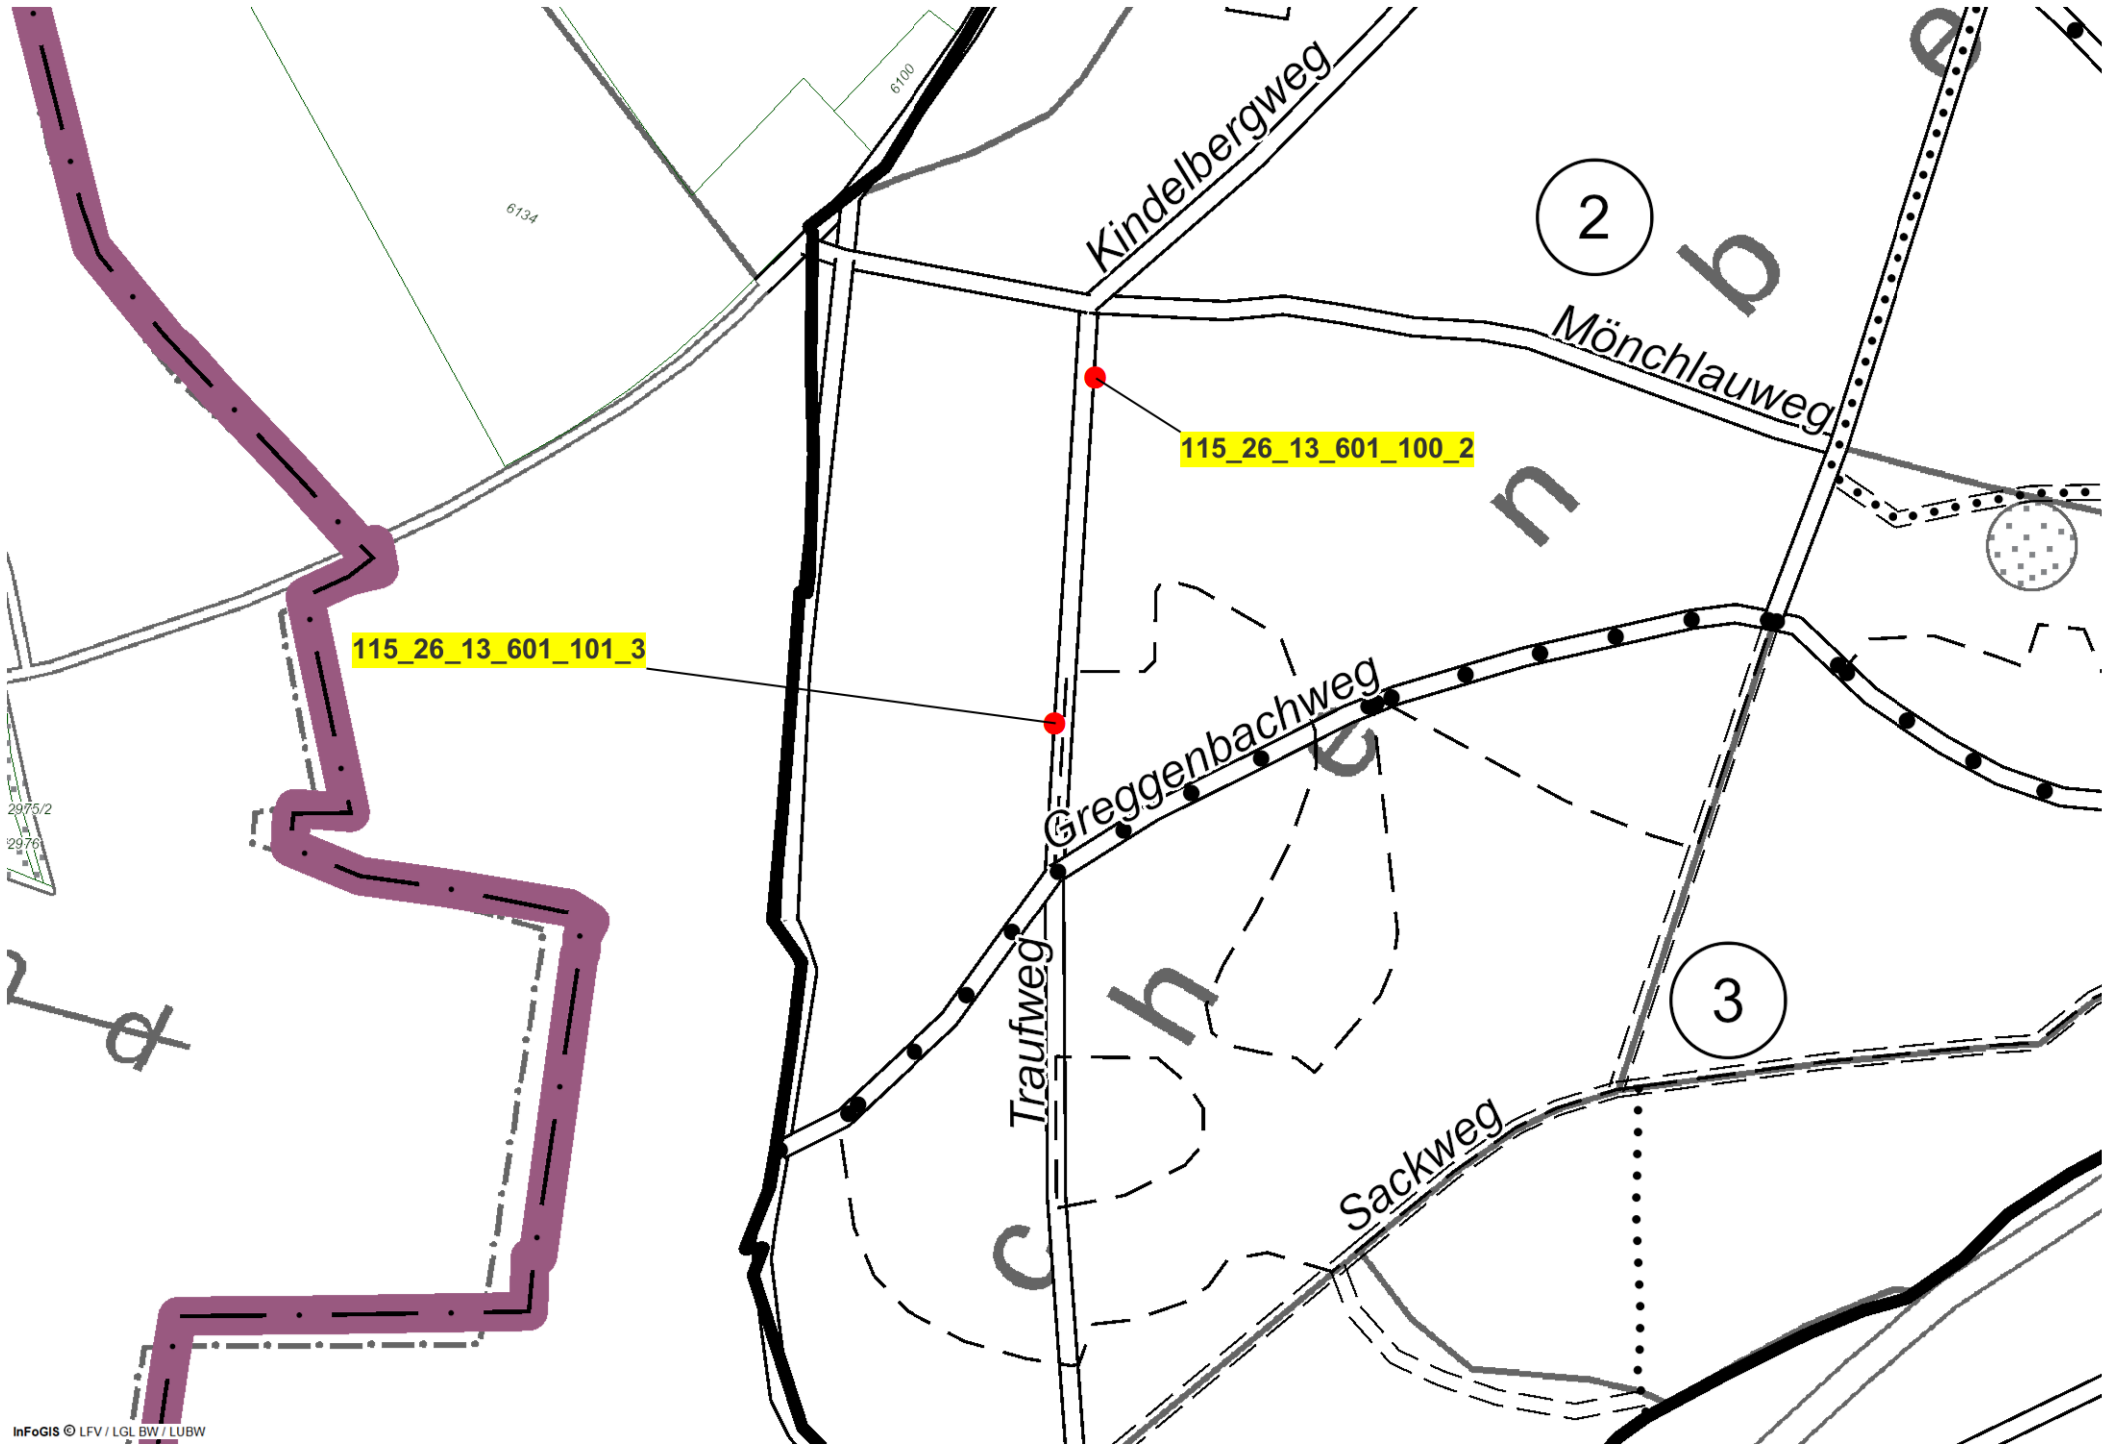 6100
6134
Kindelbergweg
2
e
b
Mönchlauweg
115_26_13_601_100_2
n
115_26_13_601_101_3
Greggenbachweg
e
2975/2
2976
3
h
d
Traufweg
Sackweg
c
InFoGIS © LFV / LGL BW / LUBW